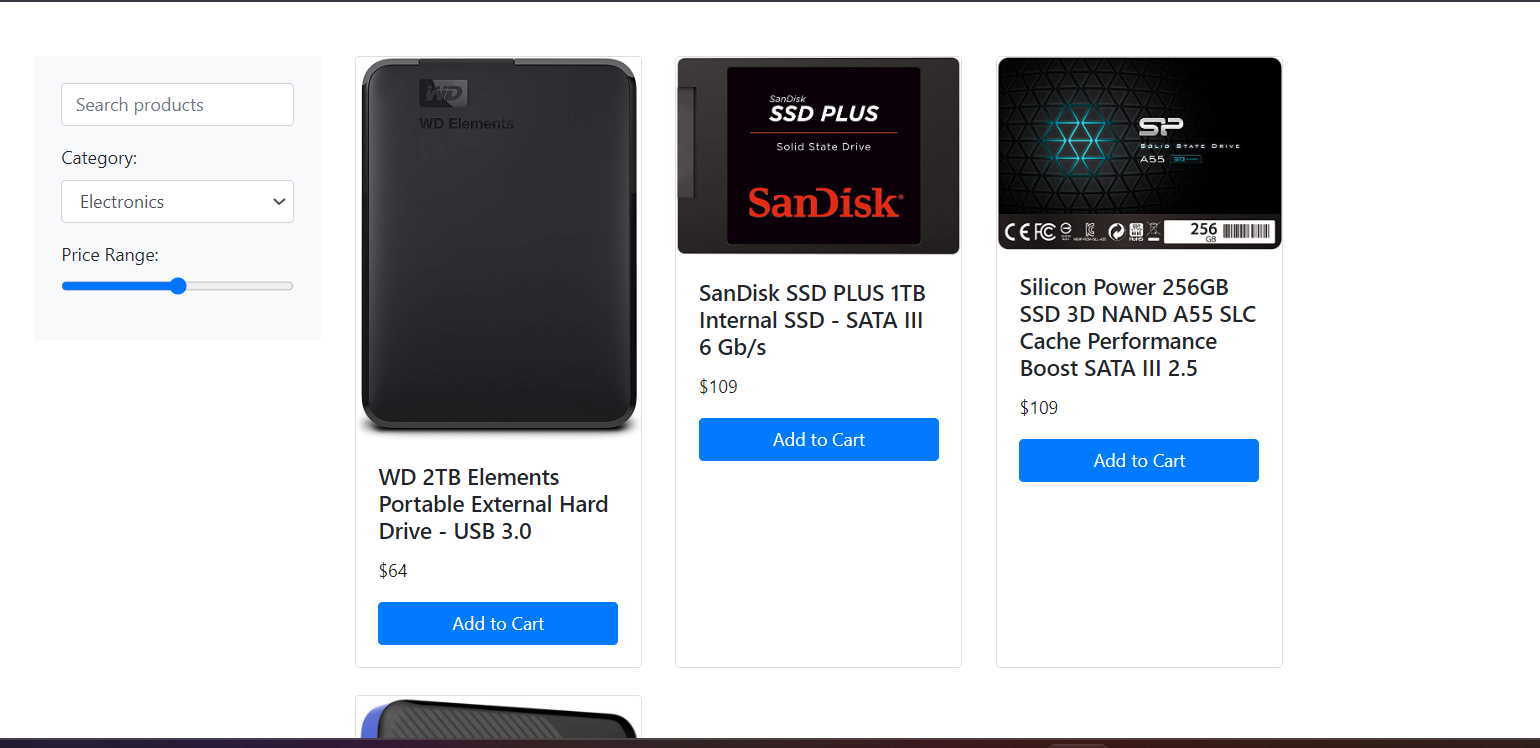 Search products
Category:
Electronics
Price Range:
WD
WD Elements
WD 2TB Elements
Portable External Hard
Drive - USB 3.0
$64
Add to Cart
SanDisk
SSD PLUS
Solid State Drive
SanDisk®
SanDisk SSD PLUS 1TB
Internal SSD - SATA III
6 Gb/s
$109
Add to Cart
SP
SOLID STATE DRIVE
A55 3D
CE FC
RoHS
256
GB
Silicon Power 256GB
SSD 3D NAND A55 SLC
Cache Performance
Boost SATA III 2.5
$109
Add to Cart